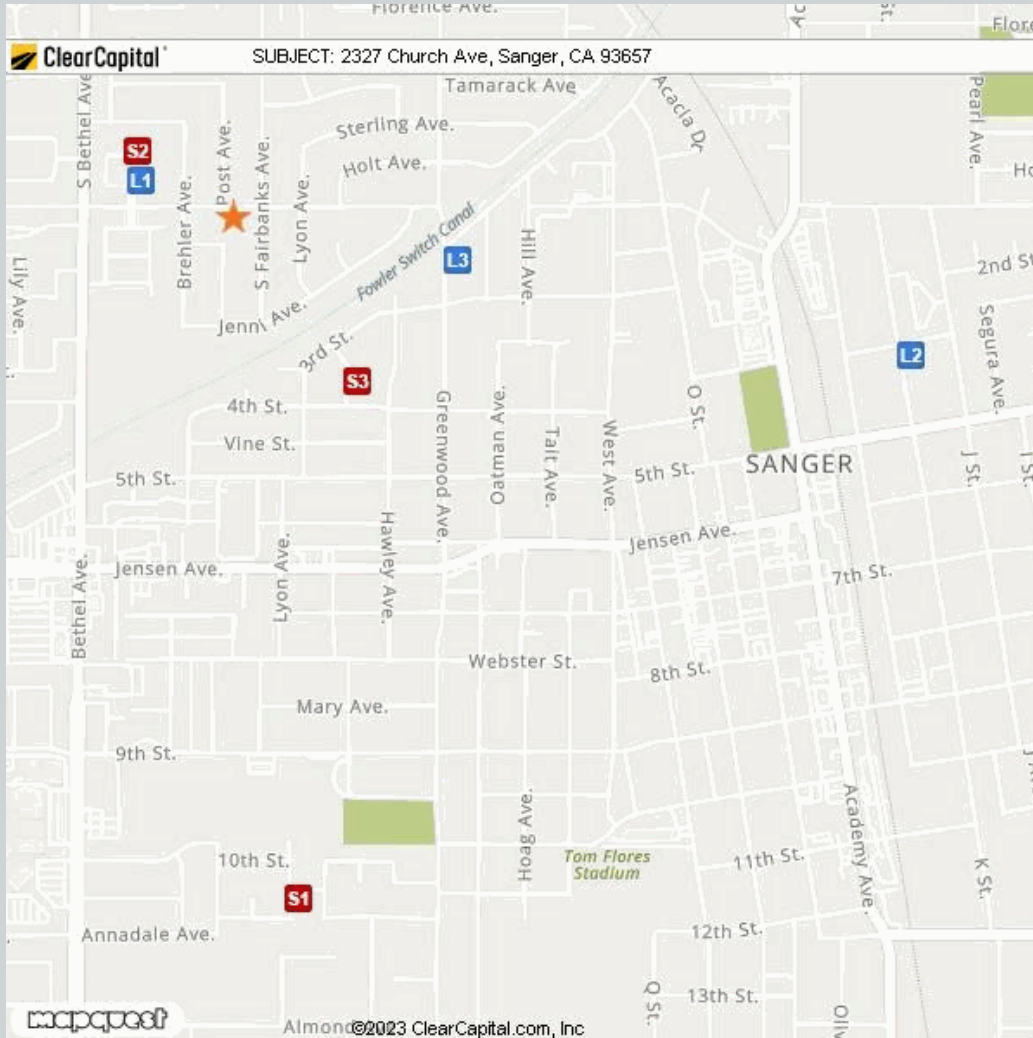 Florence Ave.
ClearCapital
SUBJECT: 2327 Church Ave, Sanger, CA 93657
Tamarack Ave
S Bethel Ave
Sterling Ave.
Holt Ave.
Acacia Dr
Pearl Ave.
S2
L1
Post Ave.
S Fairbanks Ave.
Brehler Ave.
Lyon Ave.
Fowler Switch Canal
L3
Hill Ave.
2nd St
Lily Ave.
Jenni Ave.
3rd St.
Segura Ave.
L2
S3
4th St.
Greenwood Ave.
Oatman Ave.
O St.
Vine St.
Tait Ave.
West Ave.
5th St.
5th St.
SANGER
J St.
Jensen Ave.
Jensen Ave.
Bethel Ave.
Lyon Ave.
Hawley Ave.
7th St.
Webster St.
8th St.
Mary Ave.
9th St.
Hoag Ave.
Academy Ave.
10th St.
Tom Flores
Stadium
11th St.
K St.
S1
Annadale Ave.
12th St.
Q St.
13th St.
mapquest
©2023 ClearCapital.com, Inc